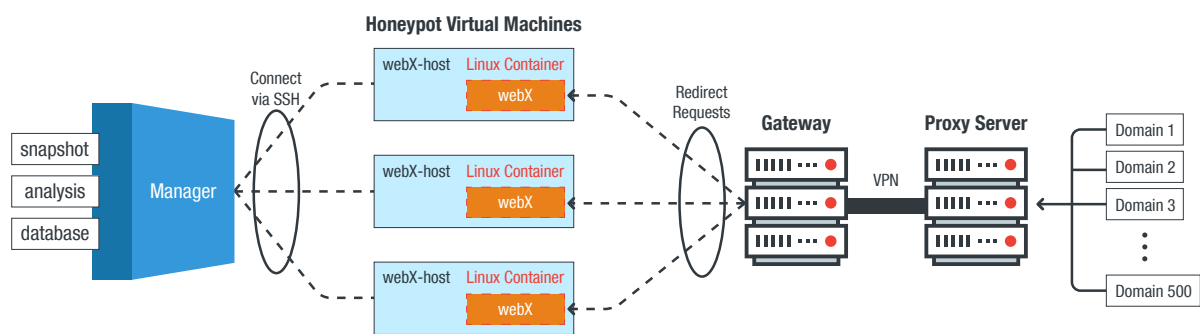 Honeypot Virtual Machines
Connect
via SSH
webX-host Linux Container
webX
webX-host Linux Container
webX
webX-host Linux Container
webX
snapshot
analysis
database
Manager
Redirect
Requests
Gateway
VPN
Proxy Server
Domain 1
Domain 2
Domain 3
Domain 500